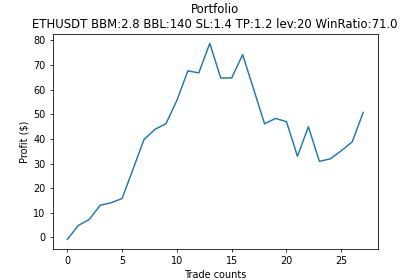 Portfolio
ETHUSDT BBM:2.8 BBL:140 SL:1.4 TP:1.2 lev:20 WinRatio:71.0
80
70
60
50
40
30
20
10
0
Profit ($)
0 5 10 15 20 25
Trade counts